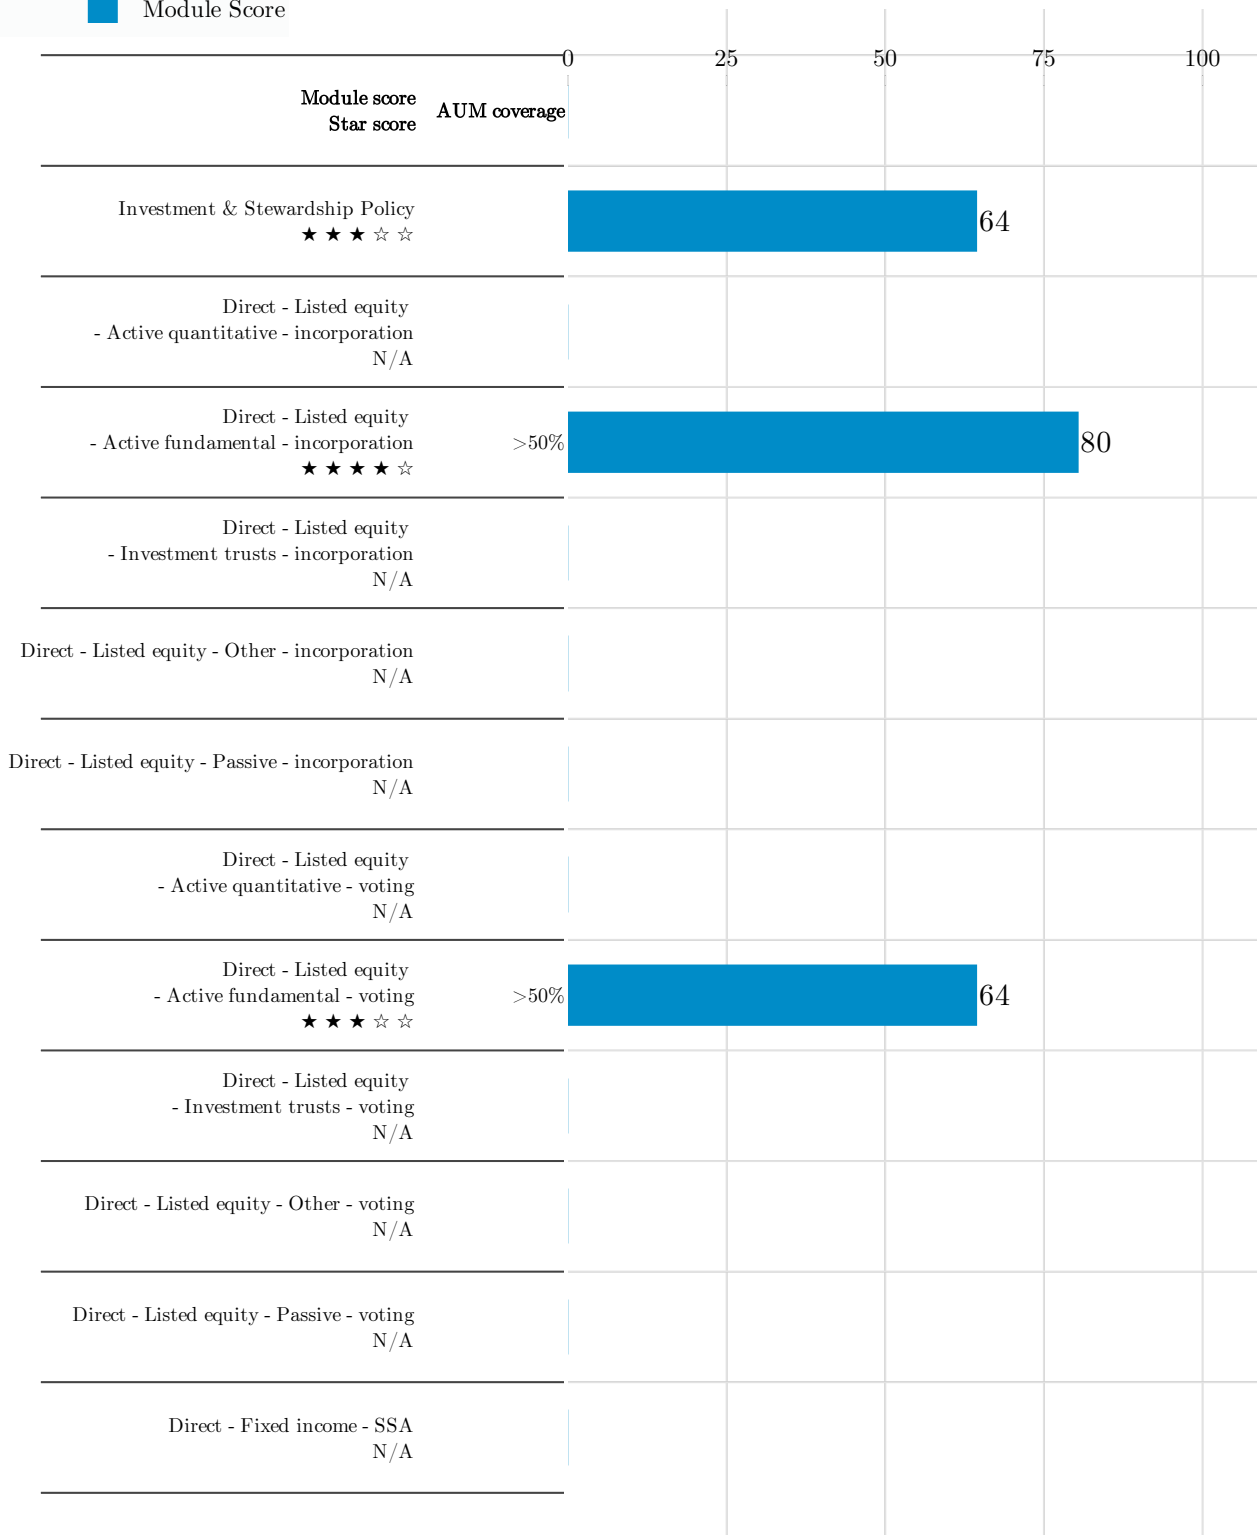 Module Score
0 25 50 75 100
Module score
Star score
AUM coverage
Investment & Stewardship Policy
★ ★ ★ ☆ ☆
64
Direct - Listed equity
- Active quantitative - incorporation
N/A
Direct - Listed equity
- Active fundamental - incorporation
★ ★ ★ ★ ☆
>50%
80
Direct - Listed equity
- Investment trusts - incorporation
N/A
Direct - Listed equity - Other - incorporation
N/A
Direct - Listed equity - Passive - incorporation
N/A
Direct - Listed equity
- Active quantitative - voting
N/A
Direct - Listed equity
- Active fundamental - voting
★ ★ ★ ☆ ☆
>50%
64
Direct - Listed equity
- Investment trusts - voting
N/A
Direct - Listed equity - Other - voting
N/A
Direct - Listed equity - Passive - voting
N/A
Direct - Fixed income - SSA
N/A